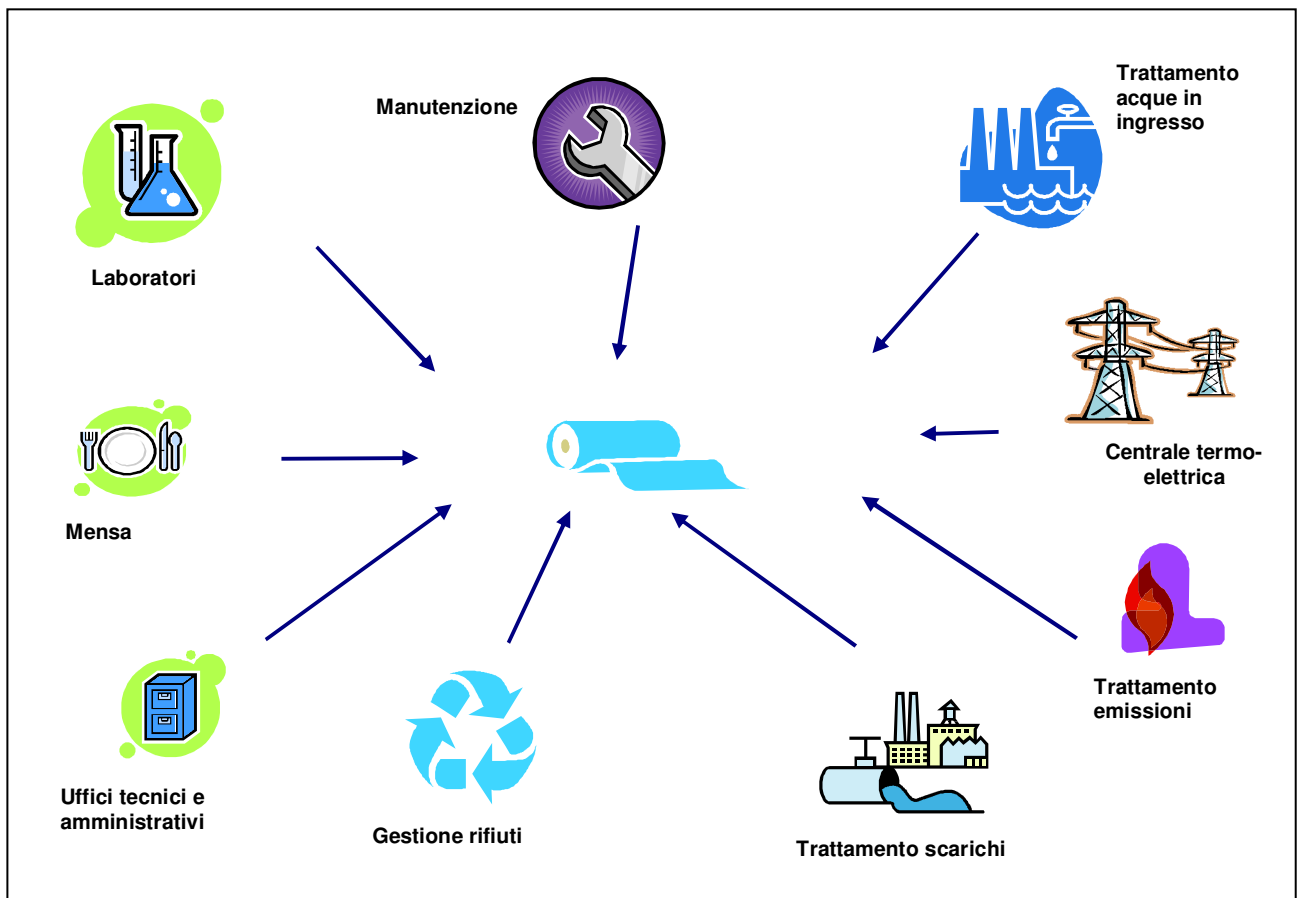 Manutenzione
Trattamento
acque in
ingresso
Laboratori
Centrale termo-
elettrica
Mensa
Trattamento
emissioni
Uffici tecnici e
amministrativi
Gestione rifiuti
Trattamento scarichi